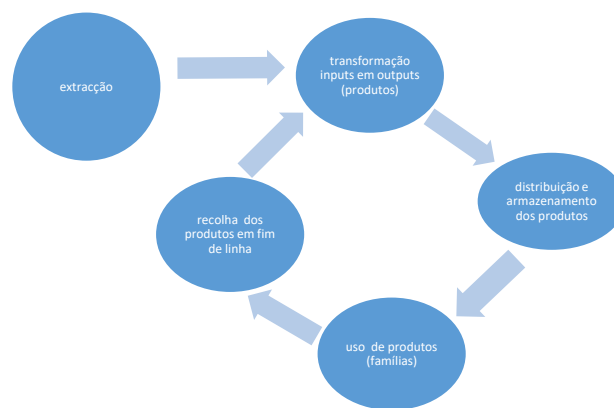 extracção
transformação
inputs em outputs
(produtos)
distribuição e
armazenamento
dos produtos
uso de produtos
(famílias)
recolha dos
produtos em fim
de linha